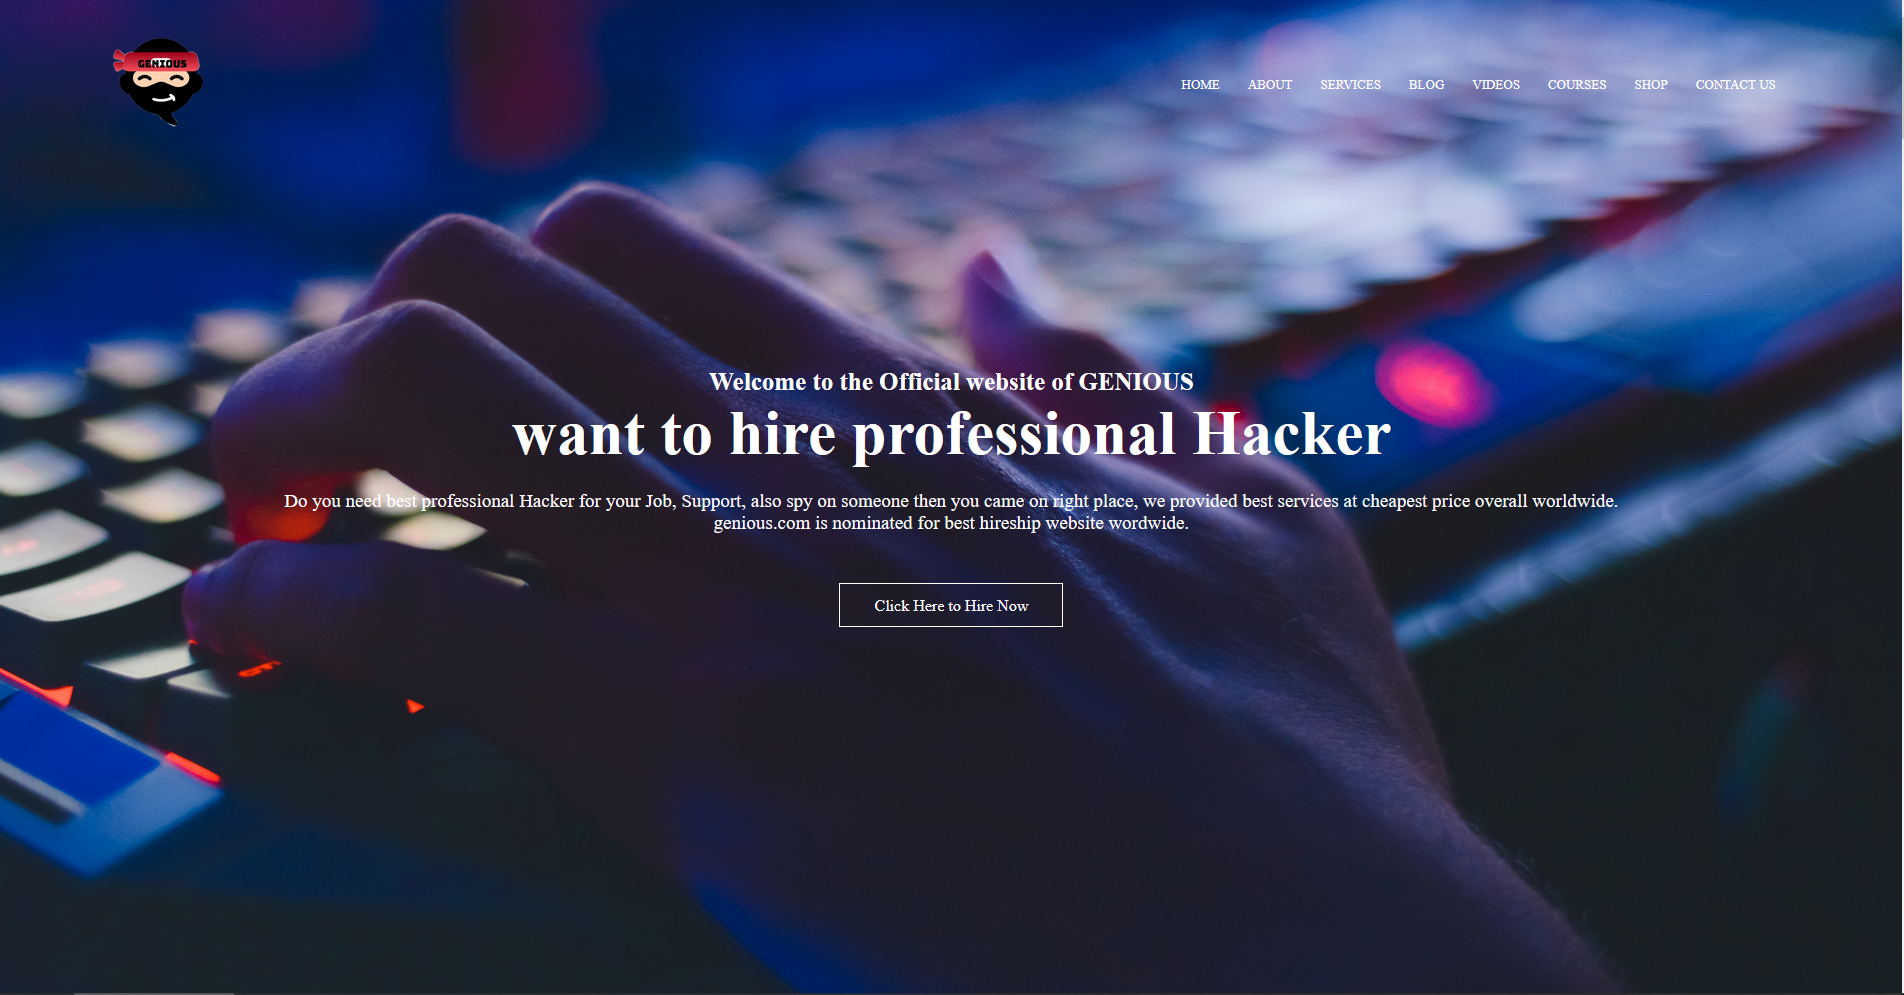 GENIOUS
HOME ABOUT SERVICES BLOG VIDEOS COURSES SHOP CONTACT US
Welcome to the Official website of GENIOUS
want to hire professional Hacker
Do you need best professional Hacker for your Job, Support, also spy on someone then you came on right place, we provided best services at cheapest price overall worldwide.
genious.com is nominated for best hireship website wordwide.
Click Here to Hire Now